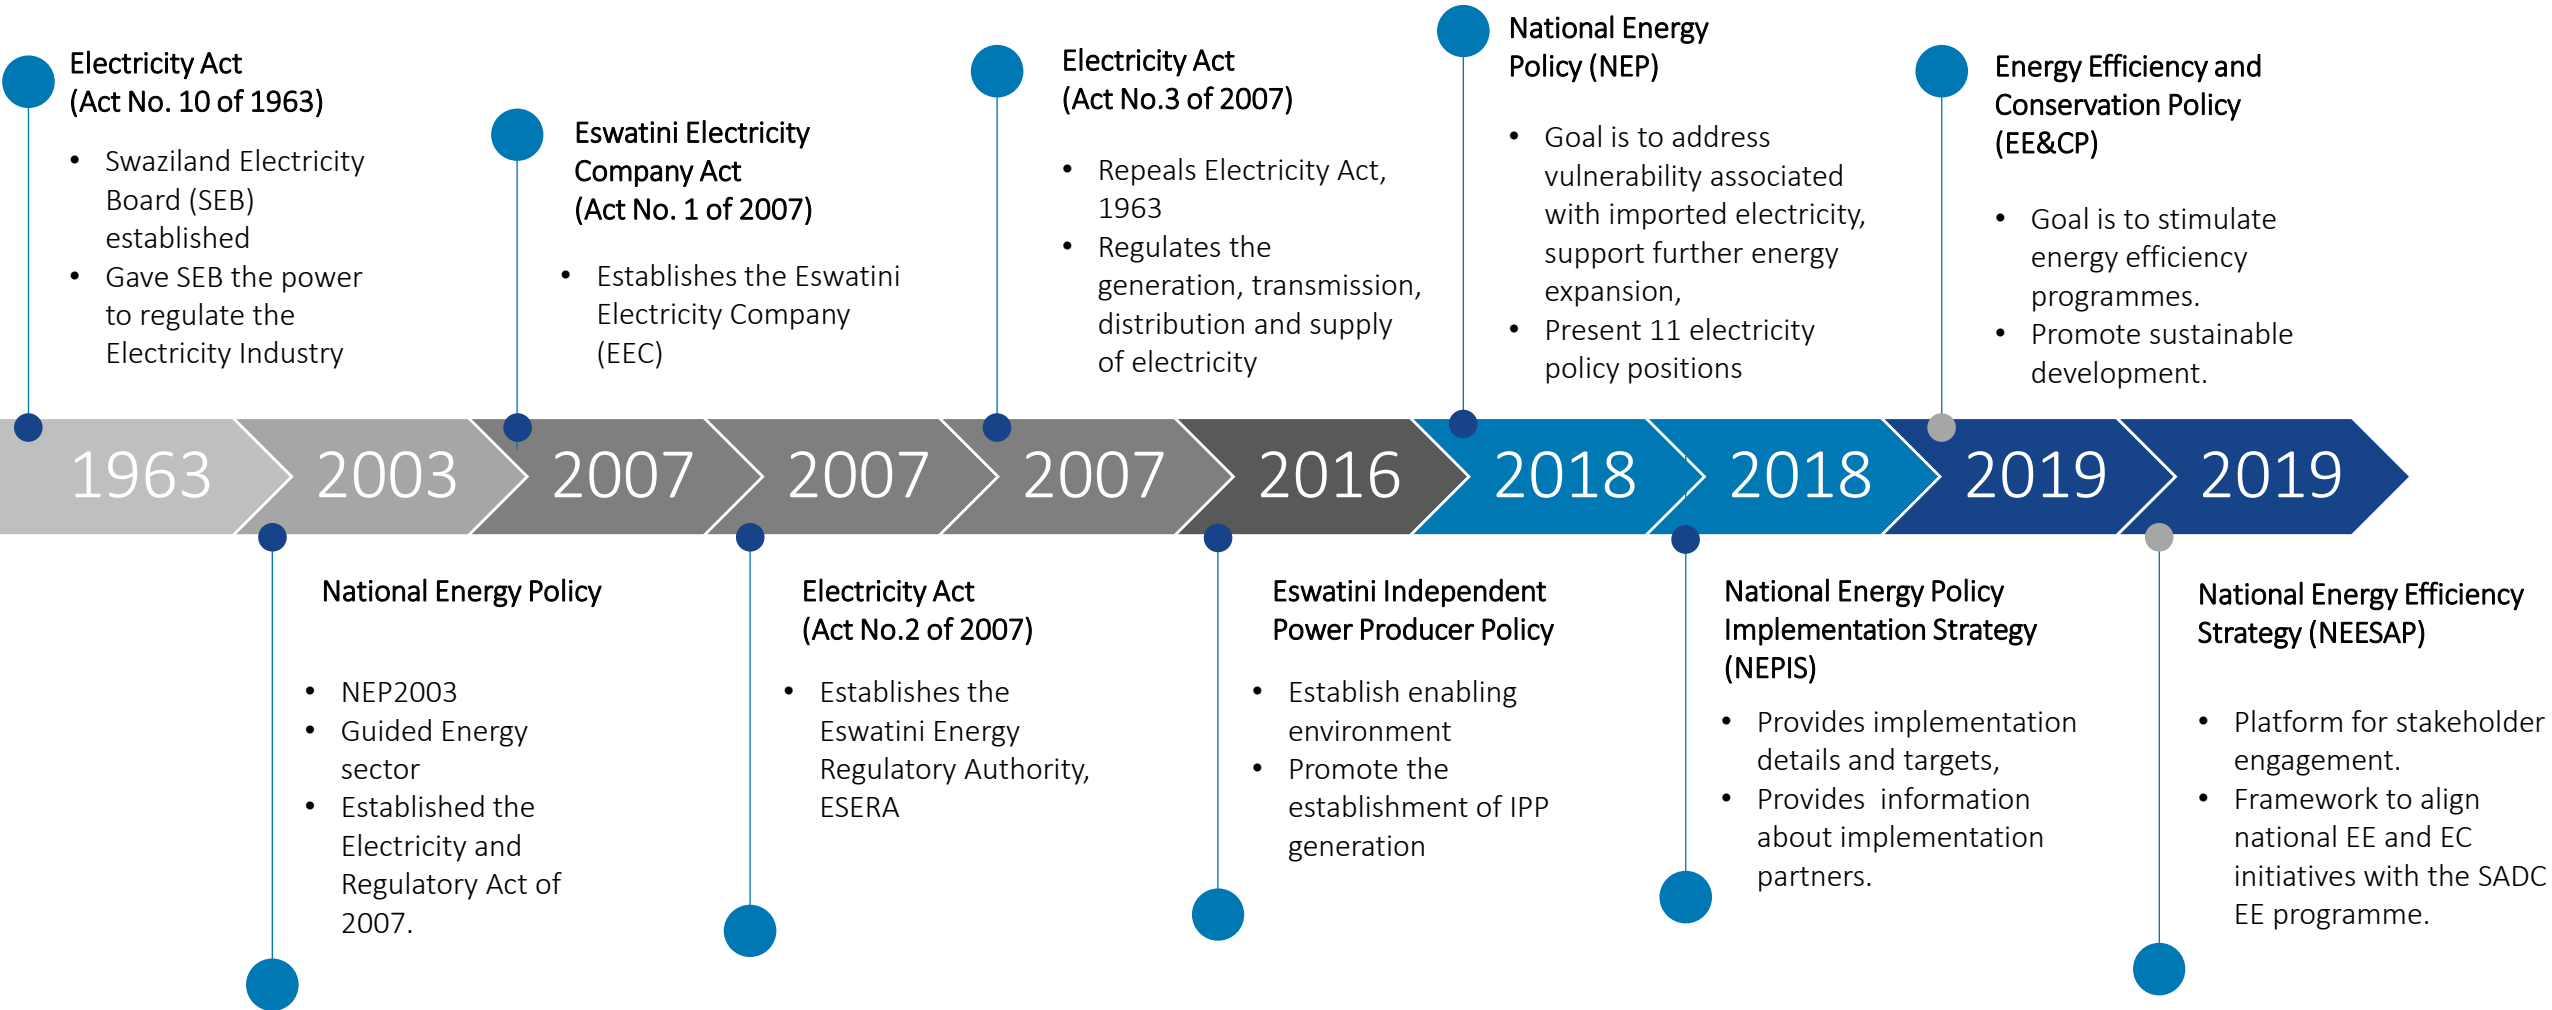 Electricity Act
(Act No. 10 of 1963)
• Swaziland Electricity
Board (SEB)
established
• Gave SEB the power
to regulate the
Electricity Industry
Eswatini Electricity
Company Act
(Act No. 1 of 2007)
• Establishes the Eswatini
Electricity Company
(EEC)
Electricity Act
(Act No.3 of 2007)
• Repeals Electricity Act,
1963
• Regulates the
generation, transmission,
distribution and supply
of electricity
National Energy
Policy (NEP)
• Goal is to address
vulnerability associated
with imported electricity,
support further energy
expansion,
• Present 11 electricity
policy positions
Energy Efficiency and
Conservation Policy
(EE&CP)
• Goal is to stimulate
energy efficiency
programmes.
• Promote sustainable
development.
1963 2003 2007 2007 2007 2016 2018 2018 2019 2019
National Energy Policy
• NEP2003
• Guided Energy
sector
• Established the
Electricity and
Regulatory Act of
2007.
Electricity Act
(Act No.2 of 2007)
• Establishes the
Eswatini Energy
Regulatory Authority,
ESERA
Eswatini Independent
Power Producer Policy
• Establish enabling
environment
• Promote the
establishment of IPP
generation
National Energy Policy
Implementation Strategy
(NEPIS)
• Provides implementation
details and targets,
• Provides  information
about implementation
partners.
National Energy Efficiency
Strategy (NEESAP)
• Platform for stakeholder
engagement.
• Framework to align
national EE and EC
initiatives with the SADC
EE programme.